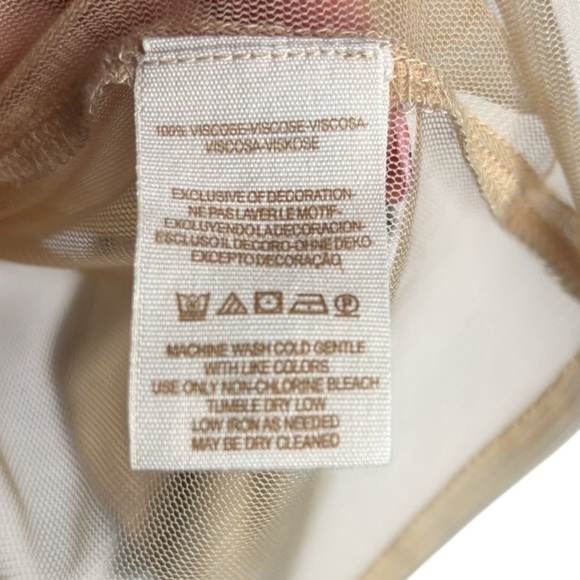 100% VISCOSE-VISCOSE-VISCOSA-
VISCOSA-VISKOSE
EXCLUSIVE OF DECORATION-
NE PAS LAVER LE MOTIF-
EXCLUYENDO LA DECORACION-
ESCLUSO IL DECORO-OHNE DEKO-
EXCEPTO DECORAÇÃO
MACHINE WASH COLD GENTLE
WITH LIKE COLORS
USE ONLY NON-CHLORINE BLEACH
TUMBLE DRY LOW
LOW IRON AS NEEDED
MAY BE DRY CLEANED